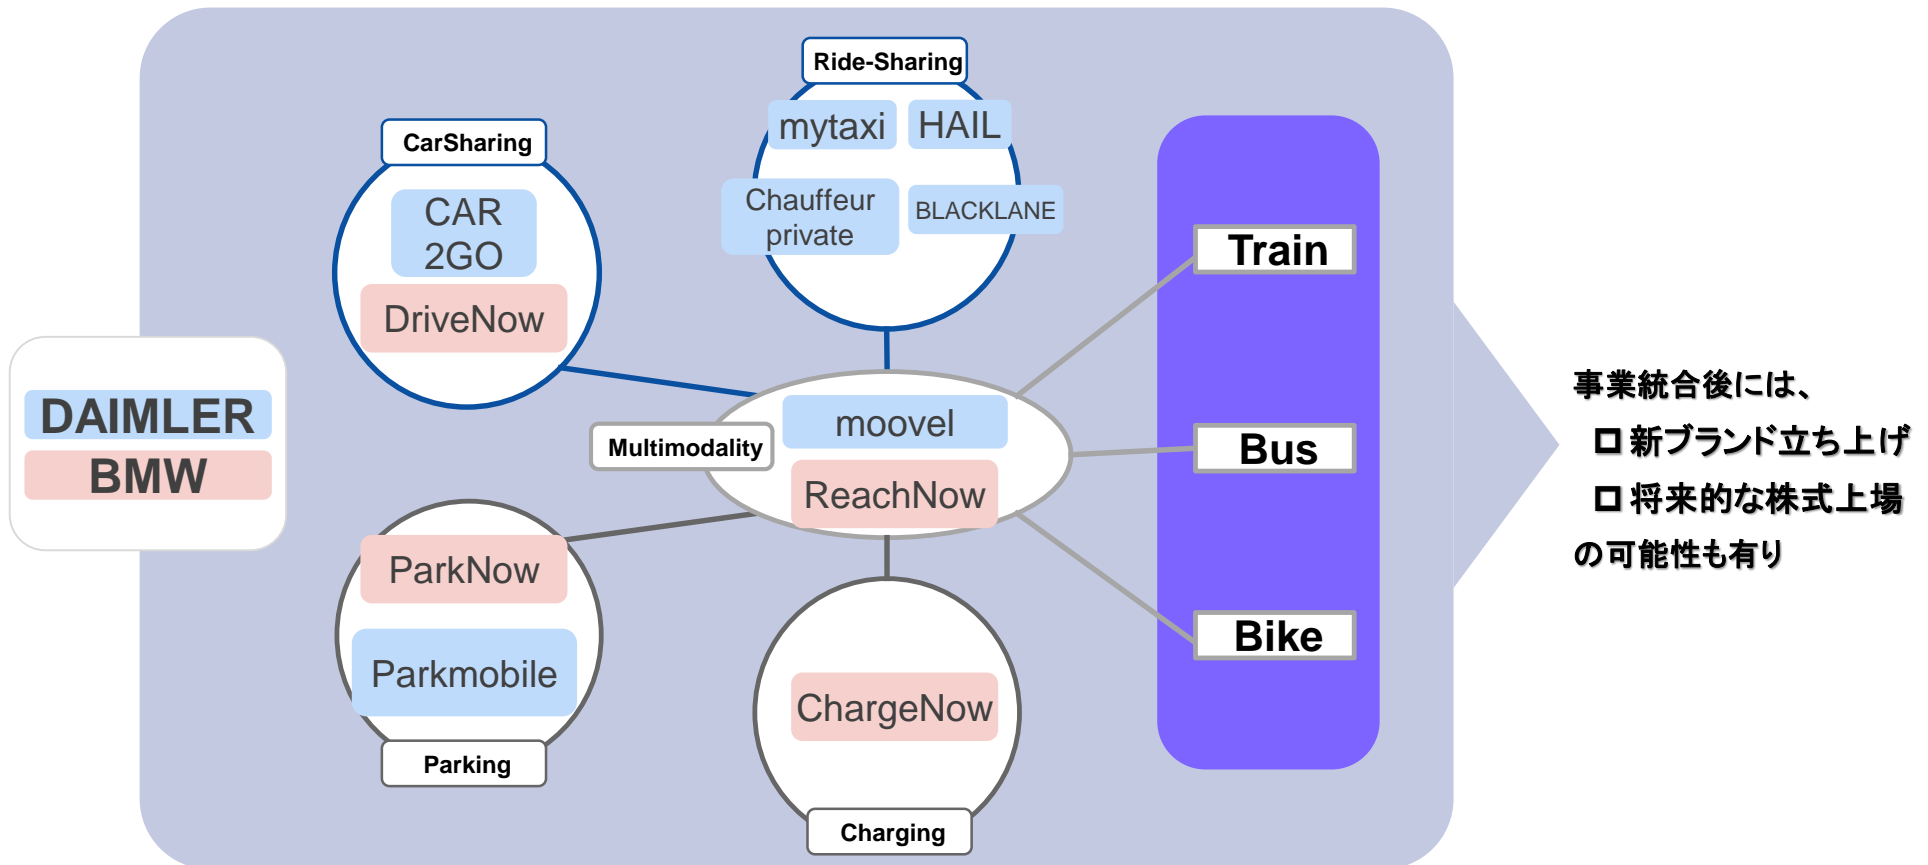 DAIMLER
BMW
CarSharing
CAR
2GO
DriveNow
Ride-Sharing
mytaxi
HAIL
Chauffeur
private
BLACKLANE
Multimodality
moovel
ReachNow
ParkNow
Parkmobile
Parking
ChargeNow
Charging
Train
Bus
Bike
事業統合後には、
新ブランド立ち上げ
将来的な株式上場
の可能性も有り